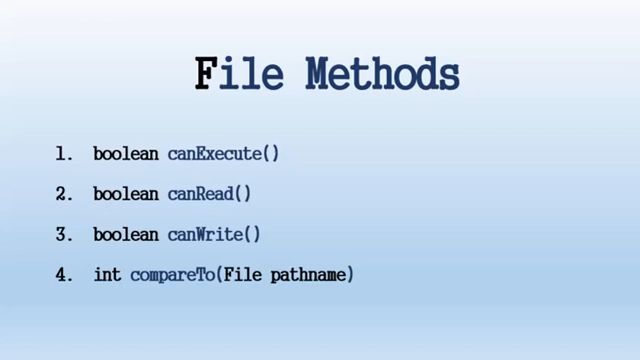 File Methods
1. boolean canExecute()
2. boolean canRead()
3. boolean canWrite()
4. int compareTo(File pathname)